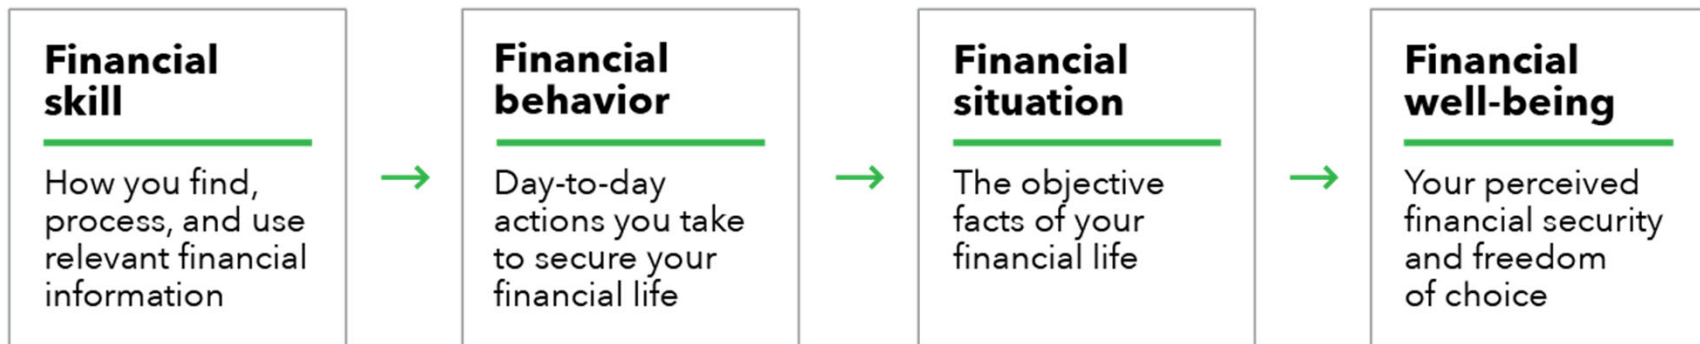 Financial
skill
How you find,
process, and use
relevant financial
information
→
Financial
behavior
Day-to-day
actions you take
to secure your
financial life
→
Financial
situation
The objective
facts of your
financial life
→
Financial
well-being
Your perceived
financial security
and freedom
of choice